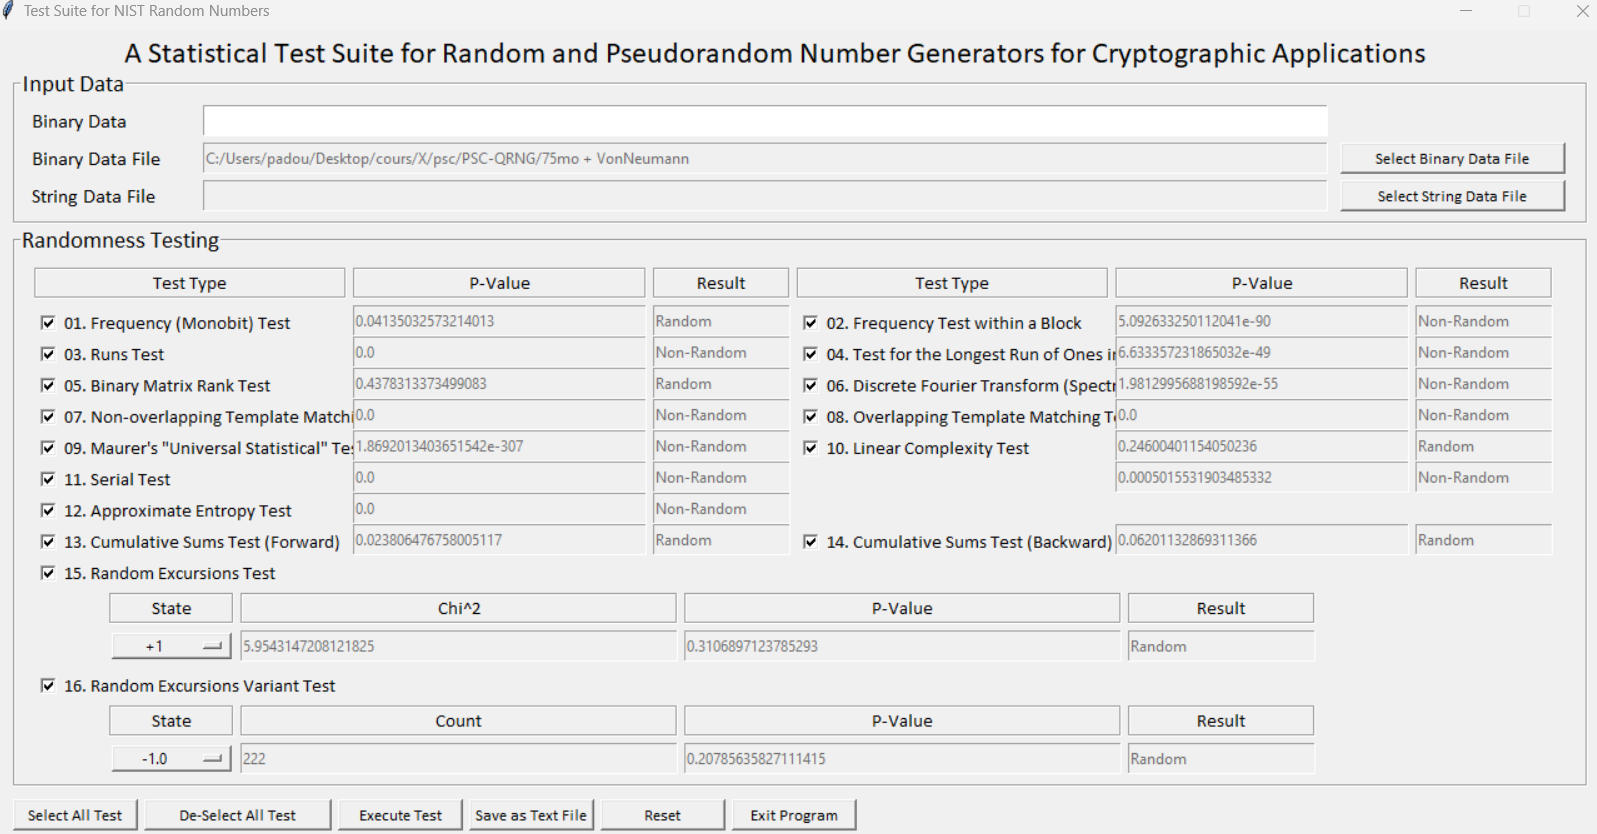 Test Suite for NIST Random Numbers
A Statistical Test Suite for Random and Pseudorandom Number Generators for Cryptographic Applications
Input Data
Binary Data
Binary Data File C:/Users/padou/Desktop/cours/X/psc/PSC-QRNG/75mo + VonNeumann Select Binary Data File
String Data File Select String Data File
Randomness Testing
Test Type P-Value Result Test Type P-Value Result
01. Frequency (Monobit) Test 0.04135032573214013 Random 02. Frequency Test within a Block 5.092633250112041e-90 Non-Random
03. Runs Test 0.0 Non-Random 04. Test for the Longest Run of Ones in 6.633357231865032e-49 Non-Random
05. Binary Matrix Rank Test 0.4378313373499083 Random 06. Discrete Fourier Transform (Spectr 1.9812995688198592e-55 Non-Random
07. Non-overlapping Template Matchi 0.0 Non-Random 08. Overlapping Template Matching T 0.0 Non-Random
09. Maurer's "Universal Statistical" Tes 1.8692013403651542e-307 Non-Random 10. Linear Complexity Test 0.24600401154050236 Random
11. Serial Test 0.0 Non-Random 0.0005015531903485332 Non-Random
12. Approximate Entropy Test 0.0 Non-Random
13. Cumulative Sums Test (Forward) 0.023806476758005117 Random 14. Cumulative Sums Test (Backward) 0.06201132869311366 Random
15. Random Excursions Test
State Chi^2 P-Value Result
+1 5.9543147208121825 0.3106897123785293 Random
16. Random Excursions Variant Test
State Count P-Value Result
-1.0 222 0.20785635827111415 Random
Select All Test De-Select All Test Execute Test Save as Text File Reset Exit Program